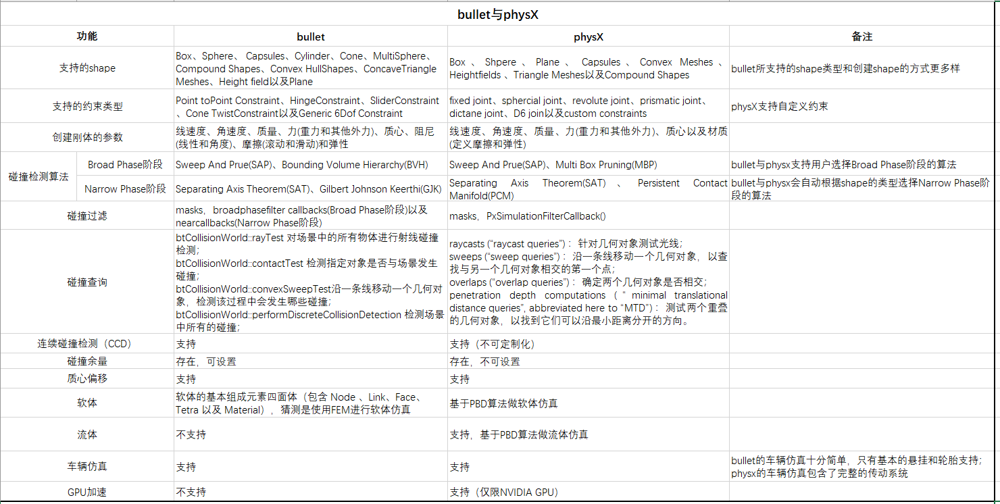 bullet与physX
功能
bullet
physX
备注
支持的shape
Box、Sphere、 Capsules、Cylinder、Cone、MultiSphere、
Compound Shapes、Convex HullShapes、ConcaveTriangle
Meshes、Height field以及Plane
Box 、 Shpere 、 Plane 、 Capsules 、 Convex Meshes 、
Heightfields 、Triangle Meshes以及Compound Shapes
bullet所支持的shape类型和创建shape的方式更多样
支持的约束类型
Point toPoint Constraint、HingeConstraint、SliderConstraint
、Cone TwistConstraint以及Generic 6Dof Constraint
fixed joint、sphercial joint、revolute joint、prismatic joint、
dictane joint、D6 join以及custom constraints
physX支持自定义约束
创建刚体的参数
线速度、角速度、质量、力(重力和其他外力)、质心、阻尼
(线性和角度)、摩擦(滚动和滑动)和弹性
线速度、角速度、质量、力(重力和其他外力)、质心以及材质
(定义摩擦和弹性)
碰撞检测算法
Broad Phase阶段
Sweep And Prue(SAP)、Bounding Volume Hierarchy(BVH)
Sweep And Prue(SAP)、Multi Box Pruning(MBP)
bullet与physx支持用户选择Broad Phase阶段的算法
Narrow Phase阶段
Separating Axis Theorem(SAT)、Gilbert Johnson Keerthi(GJK)
Separating Axis Theorem(SAT) 、 Persistent Contact
Manifold(PCM)
bullet与physx会自动根据shape的类型选择Narrow Phase阶
段的算法
碰撞过滤
masks，broadphasefilter callbacks(Broad Phase阶段)以及
nearcallbacks(Narrow Phase阶段)
masks，PxSimulationFilterCallback()
碰撞查询
btCollisionWorld::rayTest 对场景中的所有物体进行射线碰撞
检测；
btCollisionWorld::contactTest 检测指定对象是否与场景发生
碰撞；
btCollisionWorld::convexSweepTest沿一条线移动一个几何对
象，检测该过程中会发生哪些碰撞；
btCollisionWorld::performDiscreteCollisionDetection 检测场景
中所有的碰撞；
raycasts (“raycast queries”)： 针对几何对象测试光线；
sweeps (“sweep queries”)： 沿一条线移动一个几何对象，以查
找与另一个几何对象相交的第一个点；
overlaps (“overlap queries”)： 确定两个几何对象是否相交；
penetration depth computations ( “ minimal translational
distance queries”, abbreviated here to “MTD”)： 测试两个重叠
的几何对象，以找到它们可以沿最小距离分开的方向。
连续碰撞检测（CCD）
支持
支持（不可定制化）
碰撞余量
存在，可设置
存在，不可设置
质心偏移
支持
支持
软体
软体的基本组成元素四面体（包含 Node 、Link、Face、
Tetra 以及 Material），猜测是使用FEM进行软体仿真
基于PBD算法做软体仿真
流体
不支持
支持，基于PBD算法做流体仿真
车辆仿真
支持
支持
bullet的车辆仿真十分简单，只有基本的悬挂和轮胎支持；
physx的车辆仿真包含了完整的传动系统
GPU加速
不支持
支持（仅限NVIDIA GPU）